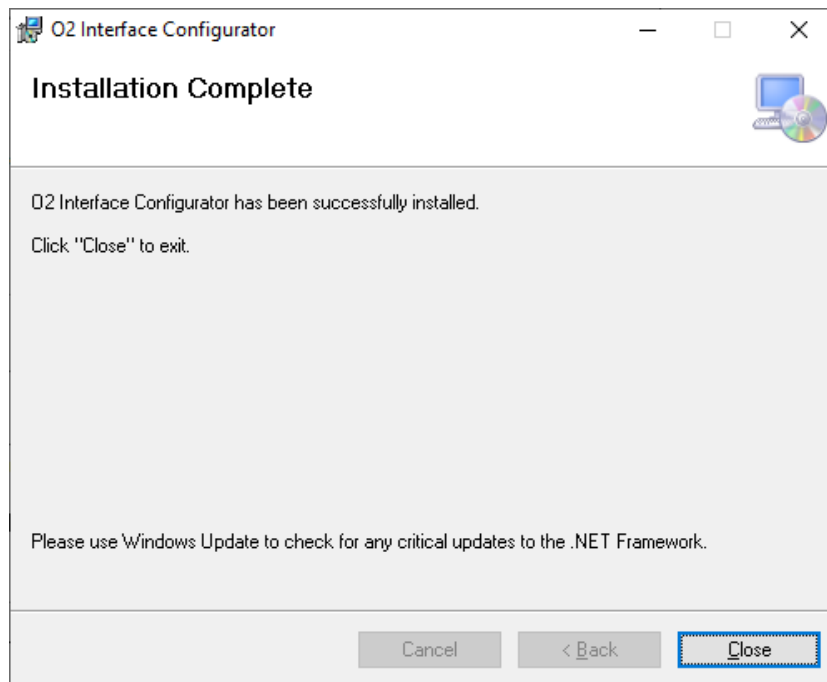 O2 Interface Configurator
Installation Complete
O2 Interface Configurator has been successfully installed.
Click "Close" to exit.
Please use Windows Update to check for any critical updates to the .NET Framework.
Cancel
< Back
Close